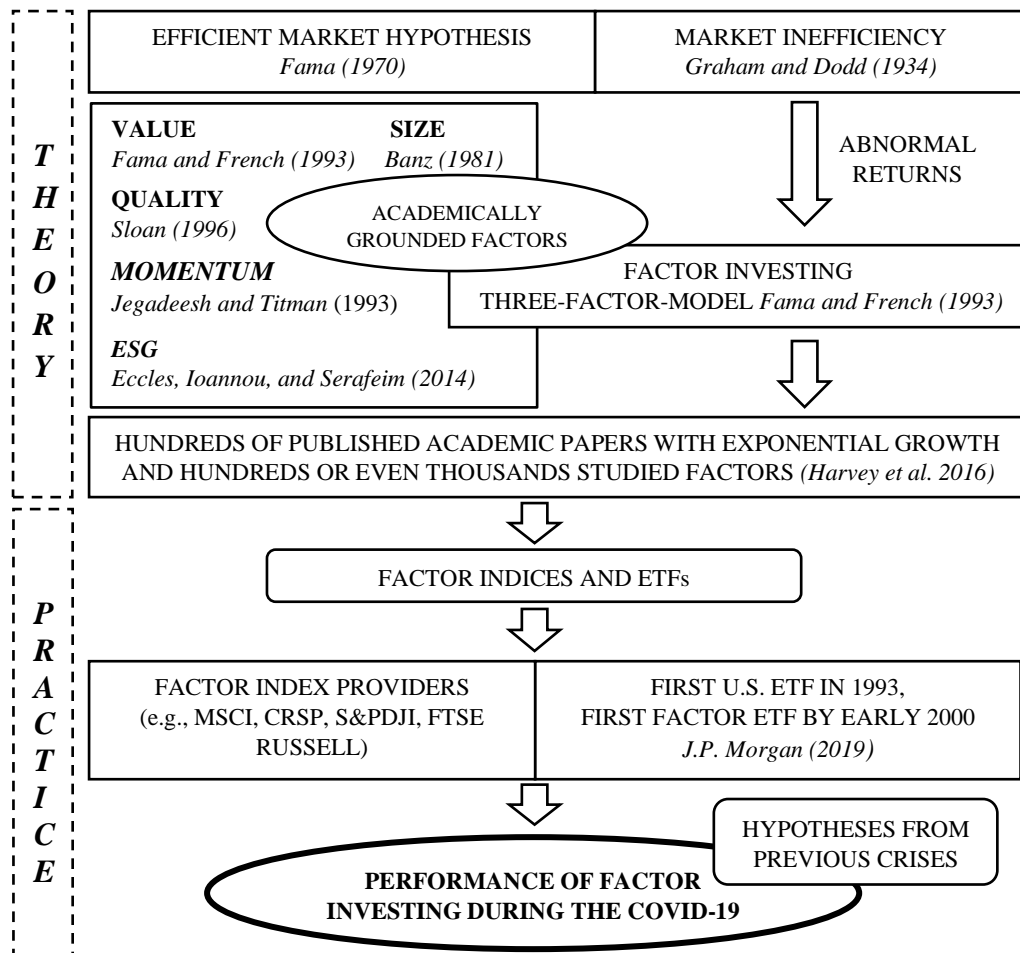 THEORY
EFFICIENT MARKET HYPOTHESIS
Fama (1970)
MARKET INEFFICIENCY
Graham and Dodd (1934)
VALUE
Fama and French (1993)
SIZE
Banz (1981)
QUALITY
Sloan (1996)
MOMENTUM
Jegadeesh and Titman (1993)
ESG
Eccles, Ioannou, and Serafeim (2014)
ACADEMICALLY
GROUNDED FACTORS
ABNORMAL
RETURNS
FACTOR INVESTING
THREE-FACTOR-MODEL Fama and French (1993)
HUNDREDS OF PUBLISHED ACADEMIC PAPERS WITH EXPONENTIAL GROWTH
AND HUNDREDS OR EVEN THOUSANDS STUDIED FACTORS (Harvey et al. 2016)
PRACTICE
FACTOR INDICES AND ETFs
FACTOR INDEX PROVIDERS
(e.g., MSCI, CRSP, S&PDJI, FTSE
RUSSELL)
FIRST U.S. ETF IN 1993,
FIRST FACTOR ETF BY EARLY 2000
J.P. Morgan (2019)
HYPOTHESES FROM
PREVIOUS CRISES
PERFORMANCE OF FACTOR
INVESTING DURING THE COVID-19